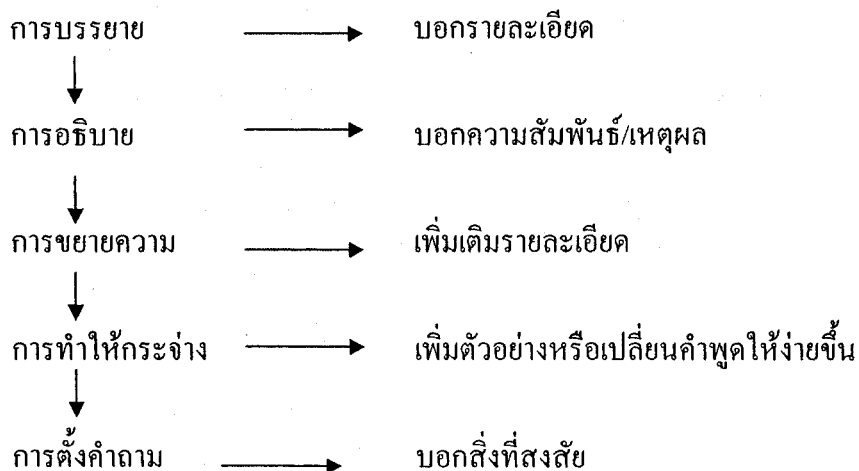 การบรรยาย บอกรายละเอียด
การอธิบาย บอกความสัมพันธ์/เหตุผล
การขยายความ เพิ่มเติมรายละเอียด
การทำให้กระจ่าง เพิ่มตัวอย่างหรือเปลี่ยนคำพูดให้ง่ายขึ้น
การตั้งคำถาม บอกสิ่งที่สงสัย